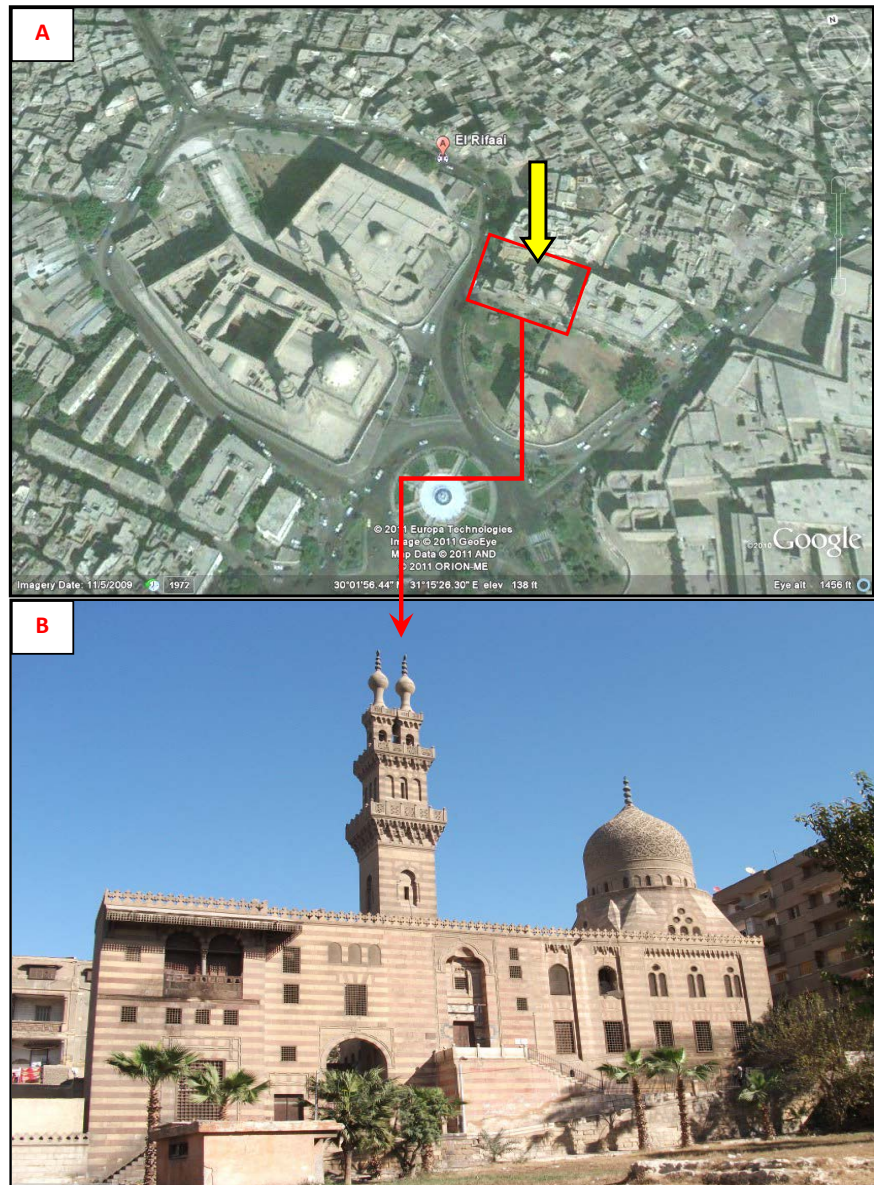 A
N
A
El Rifaai
© 2011 Europa Technologies
Image © 2011 GeoEye
Map Data © 2011 AND
© 2011 ORION-ME
©2010 Google
Imagery Date: 11/5/2009
1972
30°01'56.44" N 31°15'26.30" E elev 138 ft
Eye alt 1456 ft
B